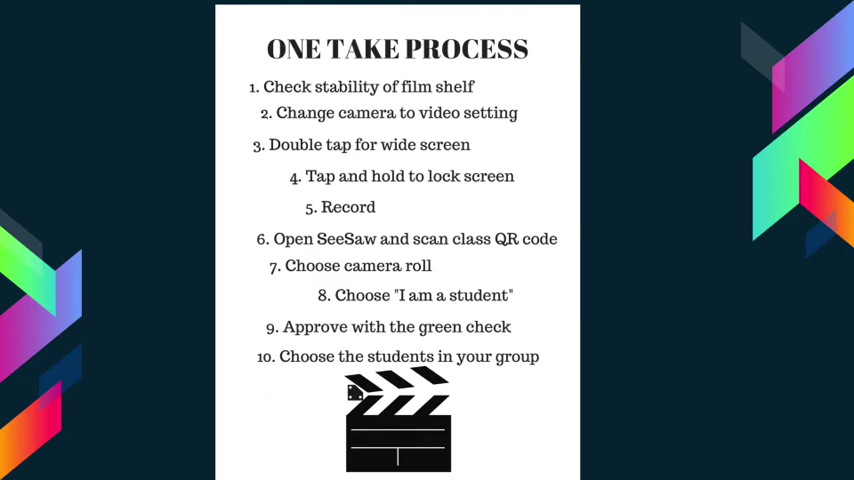 ONE TAKE PROCESS
1. Check stability of film shelf
2. Change camera to video setting
3. Double tap for wide screen
4. Tap and hold to lock screen
5. Record
6. Open SeeSaw and scan class QR code
7. Choose camera roll
8. Choose "I am a student"
9. Approve with the green check
10. Choose the students in your group